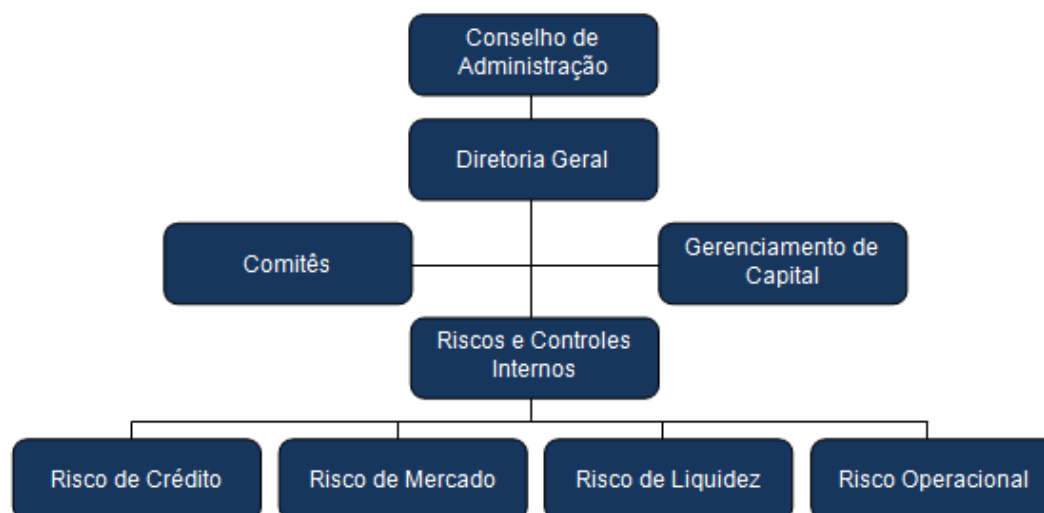 Conselho de
Administração
Diretoria Geral
Comitês
Gerenciamento de
Capital
Riscos e Controles
Internos
Risco de Crédito
Risco de Mercado
Risco de Liquidez
Risco Operacional